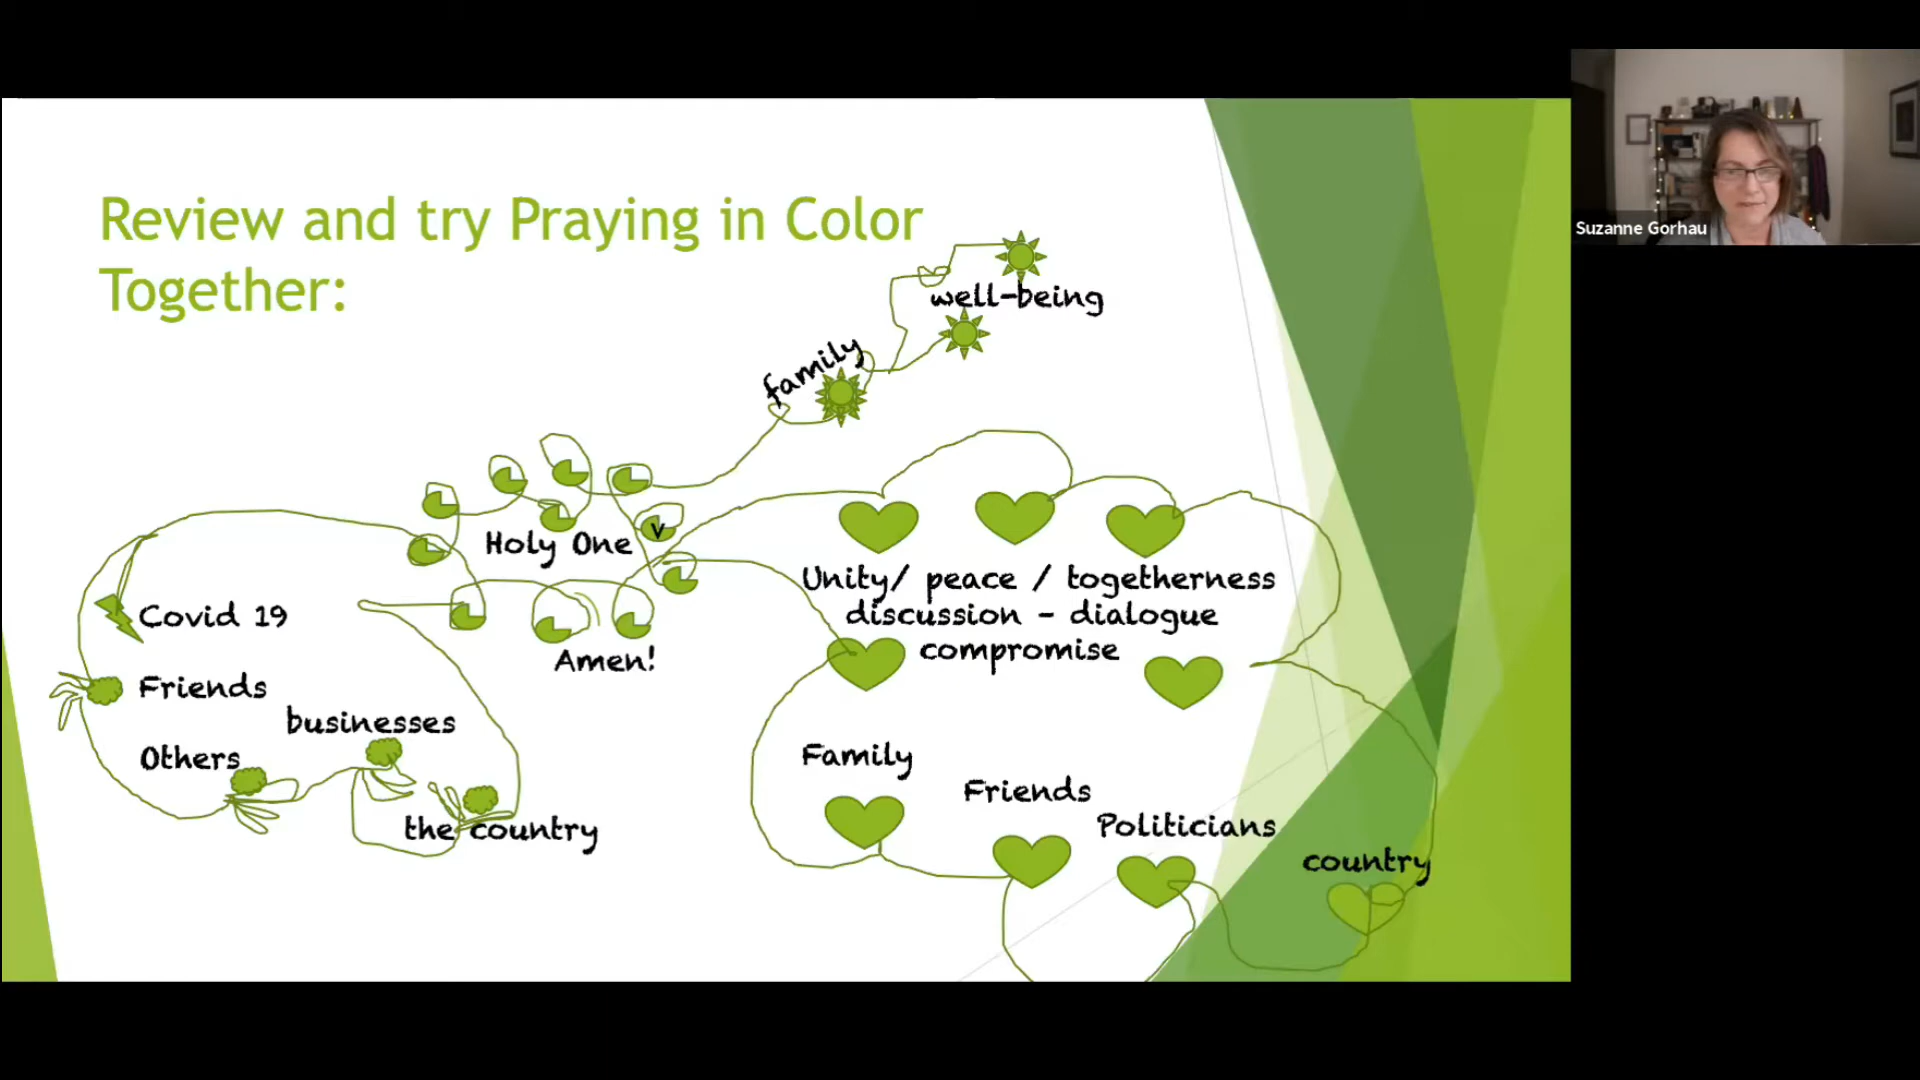 Review and try Praying in Color
Together:
Suzanne Gorhau
well-being
family
Holy One
v
Amen!
Covid 19
Friends
businesses
Others
the country
Unity/ peace / togetherness
discussion - dialogue
compromise
Family
Friends
Politicians
country